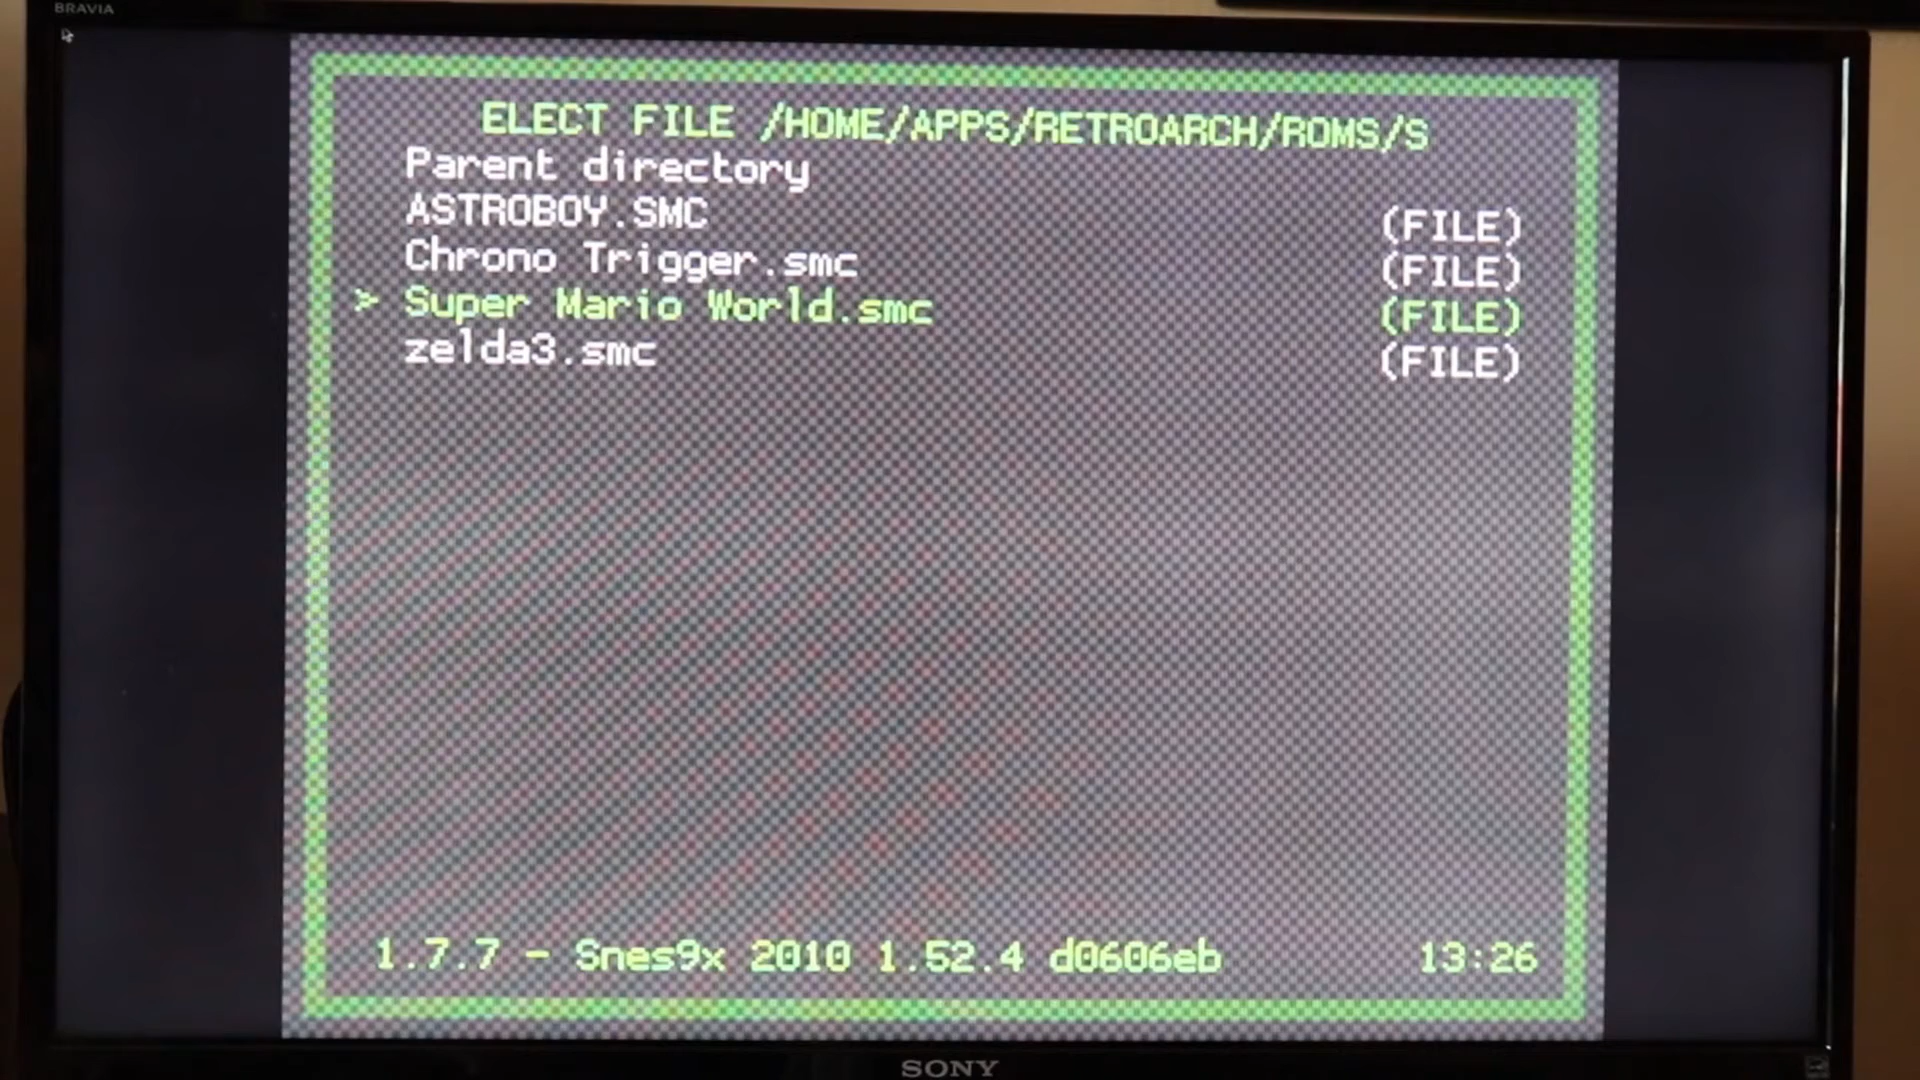 BRAVIA
ELECT FILE /HOME/APPS/RETROARCH/ROMS/S
Parent directory
ASTROBOY.SMC (FILE)
Chrono Trigger.smc (FILE)
> Super Mario World.smc (FILE)
zelda3.smc (FILE)
1.7.7 - Snes9x 2010 1.52.4 d0606eb 13:26
SONY